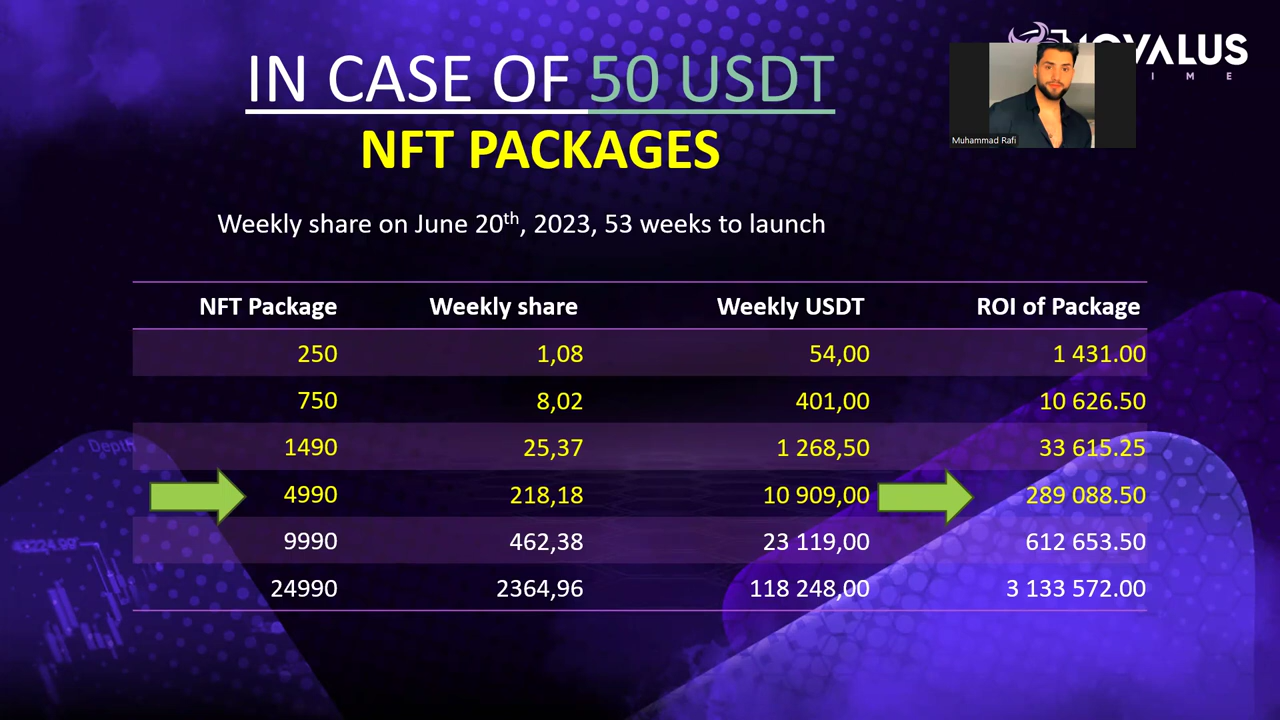 IN CASE OF 50 USDT
NFT PACKAGES
OVALUS
I M E
Muhammad Rafi
Weekly share on June 20th, 2023, 53 weeks to launch
NFT Package Weekly share Weekly USDT ROI of Package
250 1,08 54,00 1 431.00
750 8,02 401,00 10 626.50
1490 25,37 1 268,50 33 615.25
4990 218,18 10 909,00 289 088.50
9990 462,38 23 119,00 612 653.50
24990 2364,96 118 248,00 3 133 572.00
Depth